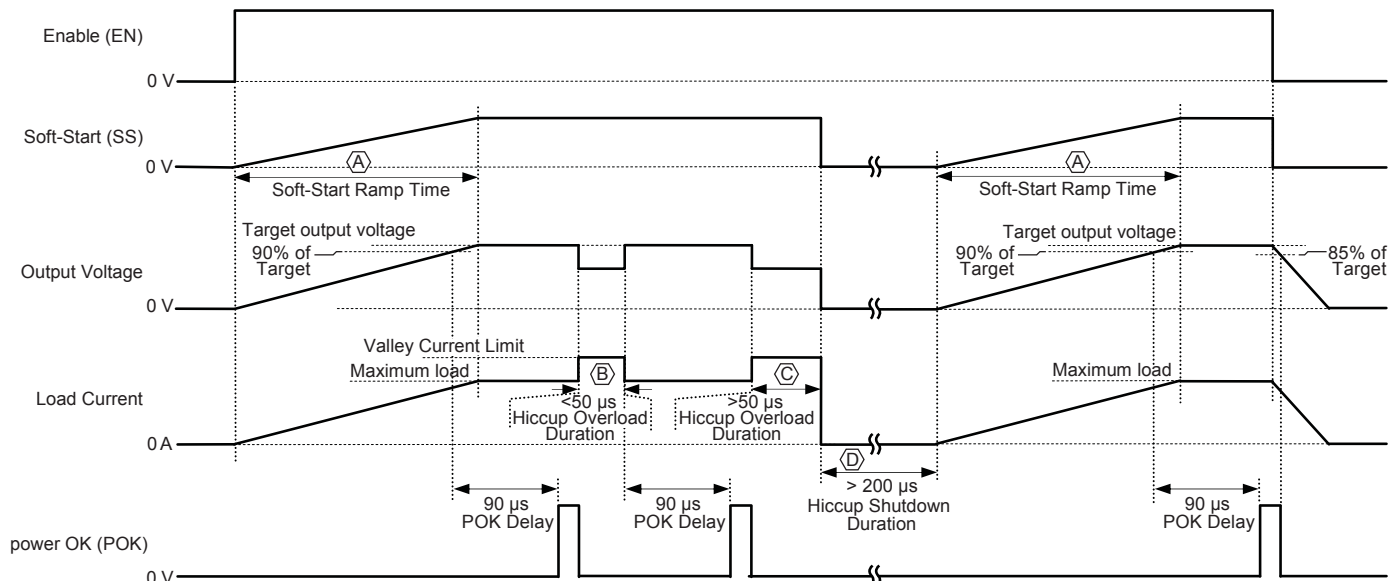 Enable (EN)
0 V
Soft-Start (SS)
0 V
A
Soft-Start Ramp Time
A
Soft-Start Ramp Time
Target output voltage
90% of
Target
Output Voltage
0 V
Target output voltage
90% of
Target
85% of
Target
Valley Current Limit
Maximum load
Load Current
0 A
B
<50 µs
Hiccup Overload
Duration
C
>50 µs
Hiccup Overload
Duration
Maximum load
D
> 200 µs
Hiccup Shutdown
Duration
90 µs
POK Delay
90 µs
POK Delay
90 µs
POK Delay
power OK (POK)
0 V